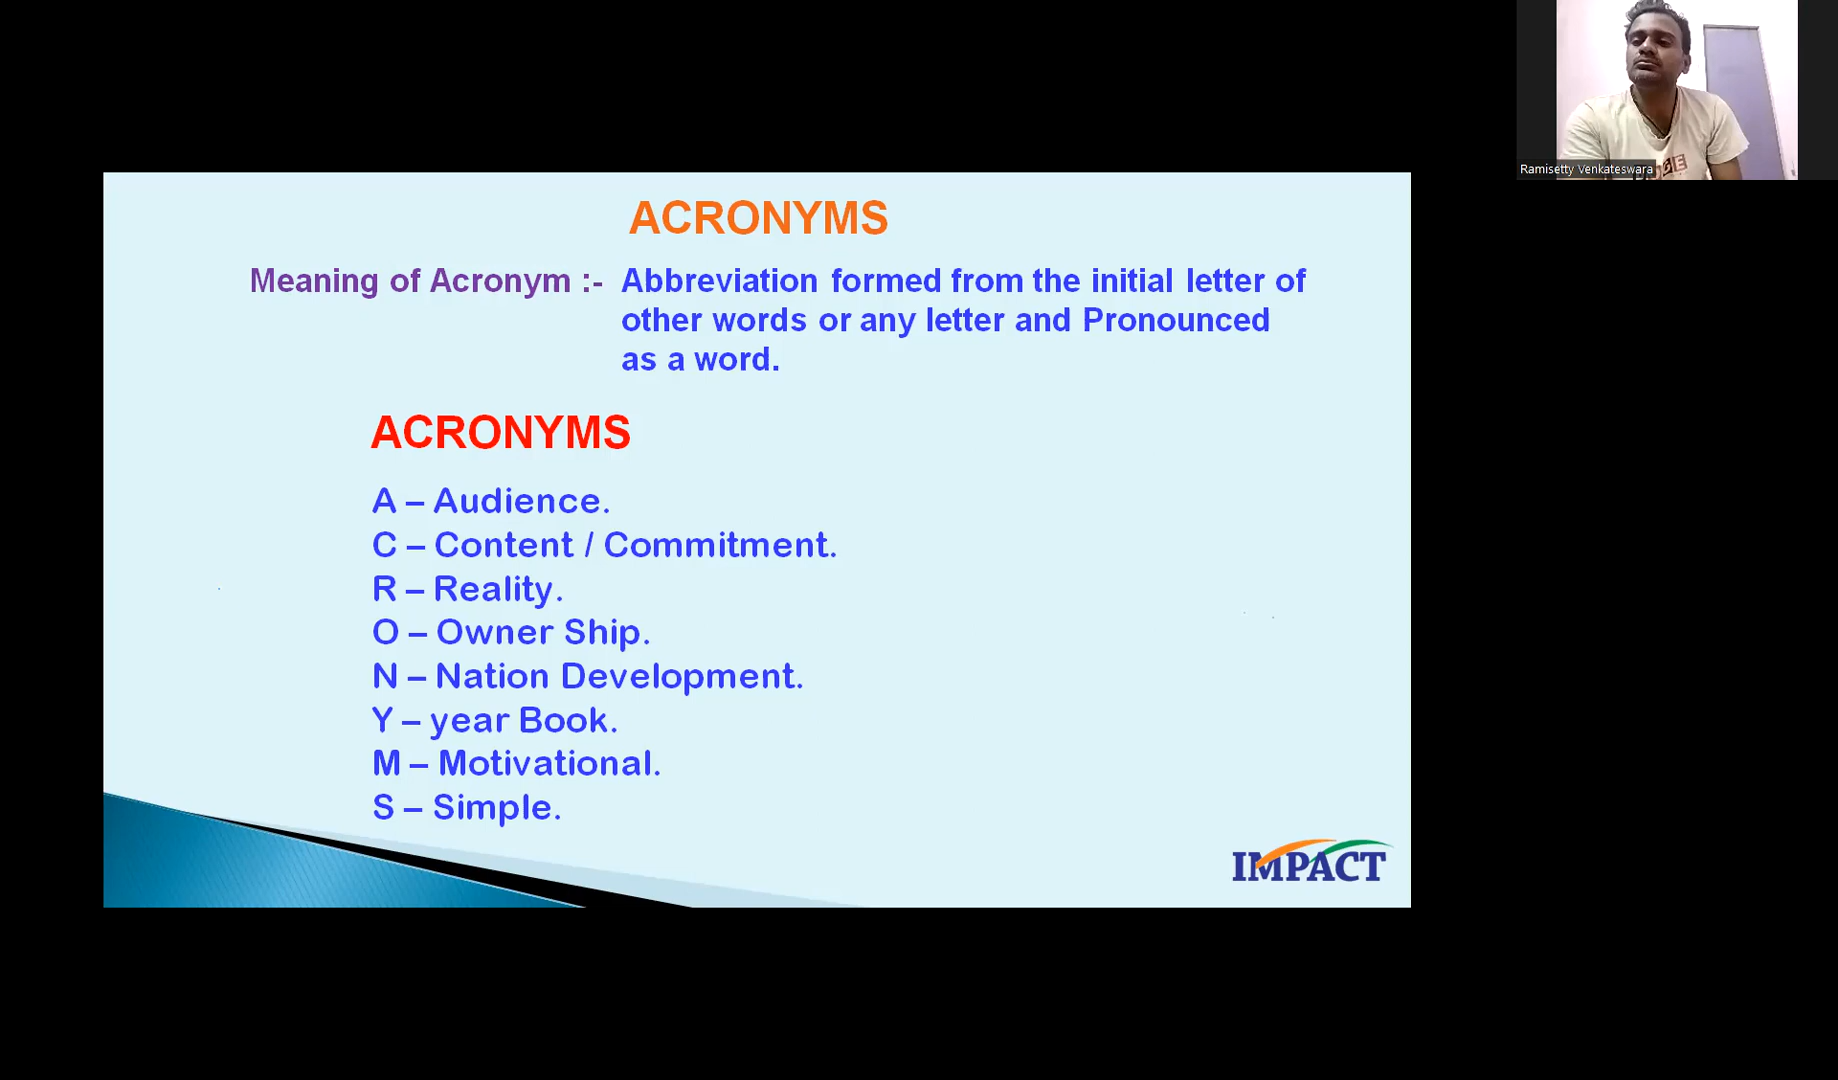 ACRONYMS
Meaning of Acronym :- Abbreviation formed from the initial letter of
other words or any letter and Pronounced
as a word.
ACRONYMS
A – Audience.
C – Content / Commitment.
R – Reality.
O – Owner Ship.
N – Nation Development.
Y – year Book.
M – Motivational.
S – Simple.
IMPACT
Ramisetty Venkateswara